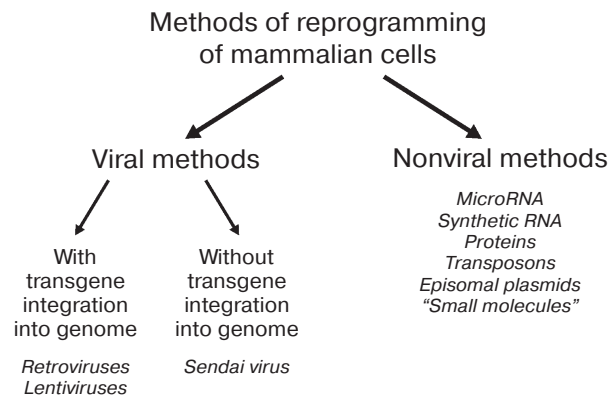 Methods of reprogramming
of mammalian cells
Viral methods
Nonviral methods
MicroRNA
Synthetic RNA
Proteins
Transposons
Episomal plasmids
“Small molecules”
With
transgene
integration
into genome
Retroviruses
Lentiviruses
Without
transgene
integration
into genome
Sendai virus